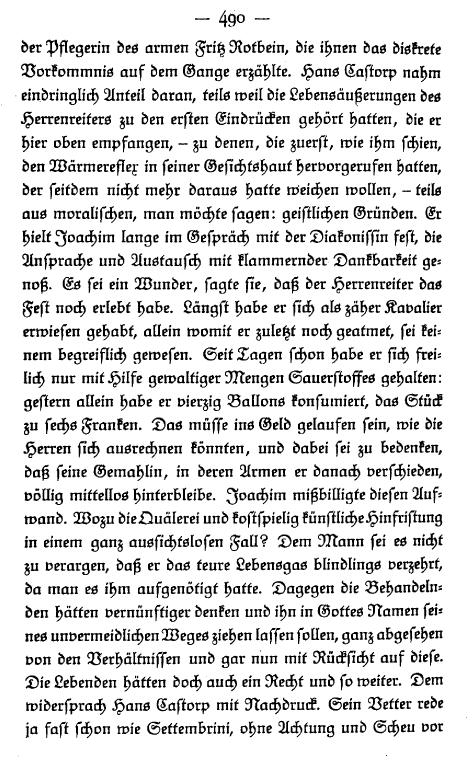 — 490 —
der Pflegerin des armen Fritz Rotbein, die ihnen das diskrete
Vorkommnis auf dem Gange erzählte. Hans Castorp nahm
eindringlich Anteil daran, teils weil die Lebensäußerungen des
Herrenreiters zu den ersten Eindrücken gehört hatten, die er
hier oben empfangen, – zu denen, die zuerst, wie ihm schien,
den Wärmereflex in seiner Gesichtshaut hervorgerufen hatten,
der seitdem nicht mehr daraus hatte weichen wollen, – teils
aus moralischen, man möchte sagen: geistlichen Gründen. Er
hielt Joachim lange im Gespräch mit der Diakonissin fest, die
Ansprache und Austausch mit klammernder Dankbarkeit ge-
noß. Es sei ein Wunder, sagte sie, daß der Herrenreiter das
Fest noch erlebt habe. Längst habe er sich als zäher Kavalier
erwiesen gehabt, allein womit er zuletzt noch geatmet, sei kei-
nem begreiflich gewesen. Seit Tagen schon habe er sich frei-
lich nur mit Hilfe gewaltiger Mengen Sauerstoffes gehalten:
gestern allein habe er vierzig Ballons konsumiert, das Stück
zu sechs Franken. Das müsse ins Geld gelaufen sein, wie die
Herren sich ausrechnen könnten, und dabei sei zu bedenken,
daß seine Gemahlin, in deren Armen er danach verschieden,
völlig mittellos hinterbleibe. Joachim mißbilligte diesen Auf-
wand. Wozu die Quälerei und kostspielig künstliche Hinfristung
in einem ganz aussichtslosen Fall? Dem Mann sei es nicht
zu verargen, daß er das teure Lebensgas blindlings verzehrt,
da man es ihm aufgenötigt hatte. Dagegen die Behandeln-
den hätten vernünftiger denken und ihn in Gottes Namen sei-
nes unvermeidlichen Weges ziehen lassen sollen, ganz abgesehen
von den Verhältnissen und gar nun mit Rücksicht auf diese.
Die Lebenden hätten doch auch ein Recht und so weiter. Dem
widersprach Hans Castorp mit Nachdruck. Sein Vetter rede
ja fast schon wie Settembrini, ohne Achtung und Scheu vor